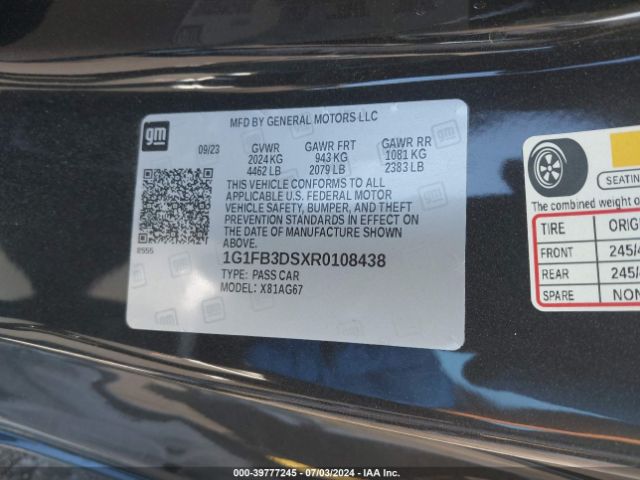 gm
MFD BY GENERAL MOTORS LLC
09/23 GVWR GAWR FRT GAWR RR
2024 KG 943 KG 1081 KG
4462 LB 2079 LB 2383 LB
THIS VEHICLE CONFORMS TO ALL
APPLICABLE U.S. FEDERAL MOTOR
VEHICLE SAFETY, BUMPER, AND THEFT
PREVENTION STANDARDS IN EFFECT ON
THE DATE OF MANUFACTURE SHOWN
ABOVE.
1G1FB3DSXR0108438
TYPE: PASS CAR
MODEL: X81AG67
SEATIN
The combined weight o
TIRE ORIG
FRONT 245/4
REAR 245/4
SPARE NON
000-39777245 - 07/03/2024 - IAA Inc.